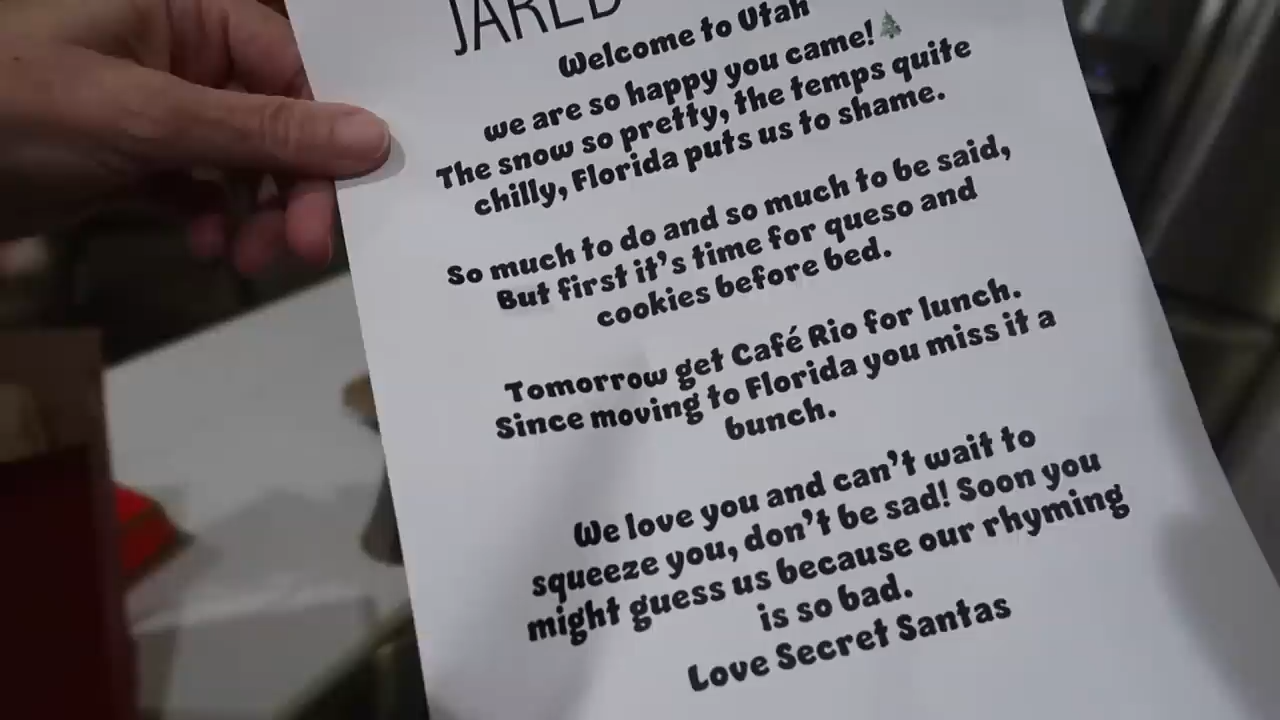 JARED
Welcome to Utah
we are so happy you came!🌲
The snow so pretty, the temps quite
chilly, Florida puts us to shame.
So much to do and so much to be said,
But first it's time for queso and
cookies before bed.
Tomorrow get Café Rio for lunch.
Since moving to Florida you miss it a
bunch.
We love you and can't wait to
squeeze you, don't be sad! Soon you
might guess us because our rhyming
is so bad.
Love Secret Santas